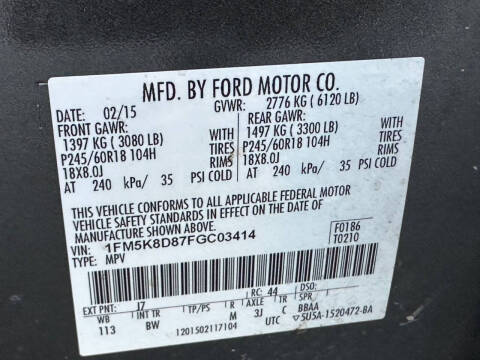 MFD. BY FORD MOTOR CO.
DATE: 02/15 GVWR: 2776 KG ( 6120 LB)
FRONT GAWR: REAR GAWR:
1397 KG ( 3080 LB) WITH 1497 KG ( 3300 LB) WITH
P245/60R18 104H TIRES P245/60R18 104H TIRES
18X8.0J RIMS 18X8.0J RIMS
AT 240 kPa/ 35 PSI COLD AT 240 kPa/ 35 PSI COLD
THIS VEHICLE CONFORMS TO ALL APPLICABLE FEDERAL MOTOR
VEHICLE SAFETY STANDARDS IN EFFECT ON THE DATE OF
MANUFACTURE SHOWN ABOVE.
VIN: 1FM5K8D87FGC03414 F0186
TYPE: MPV T0210
EXT PNT: J7 RC: 44 DSO:
WB INT TR TP/PS R AXLE TR SPR
113 BW M 3J C BBAA
1201502117104 UTC ▽5U5A-1520472-BA